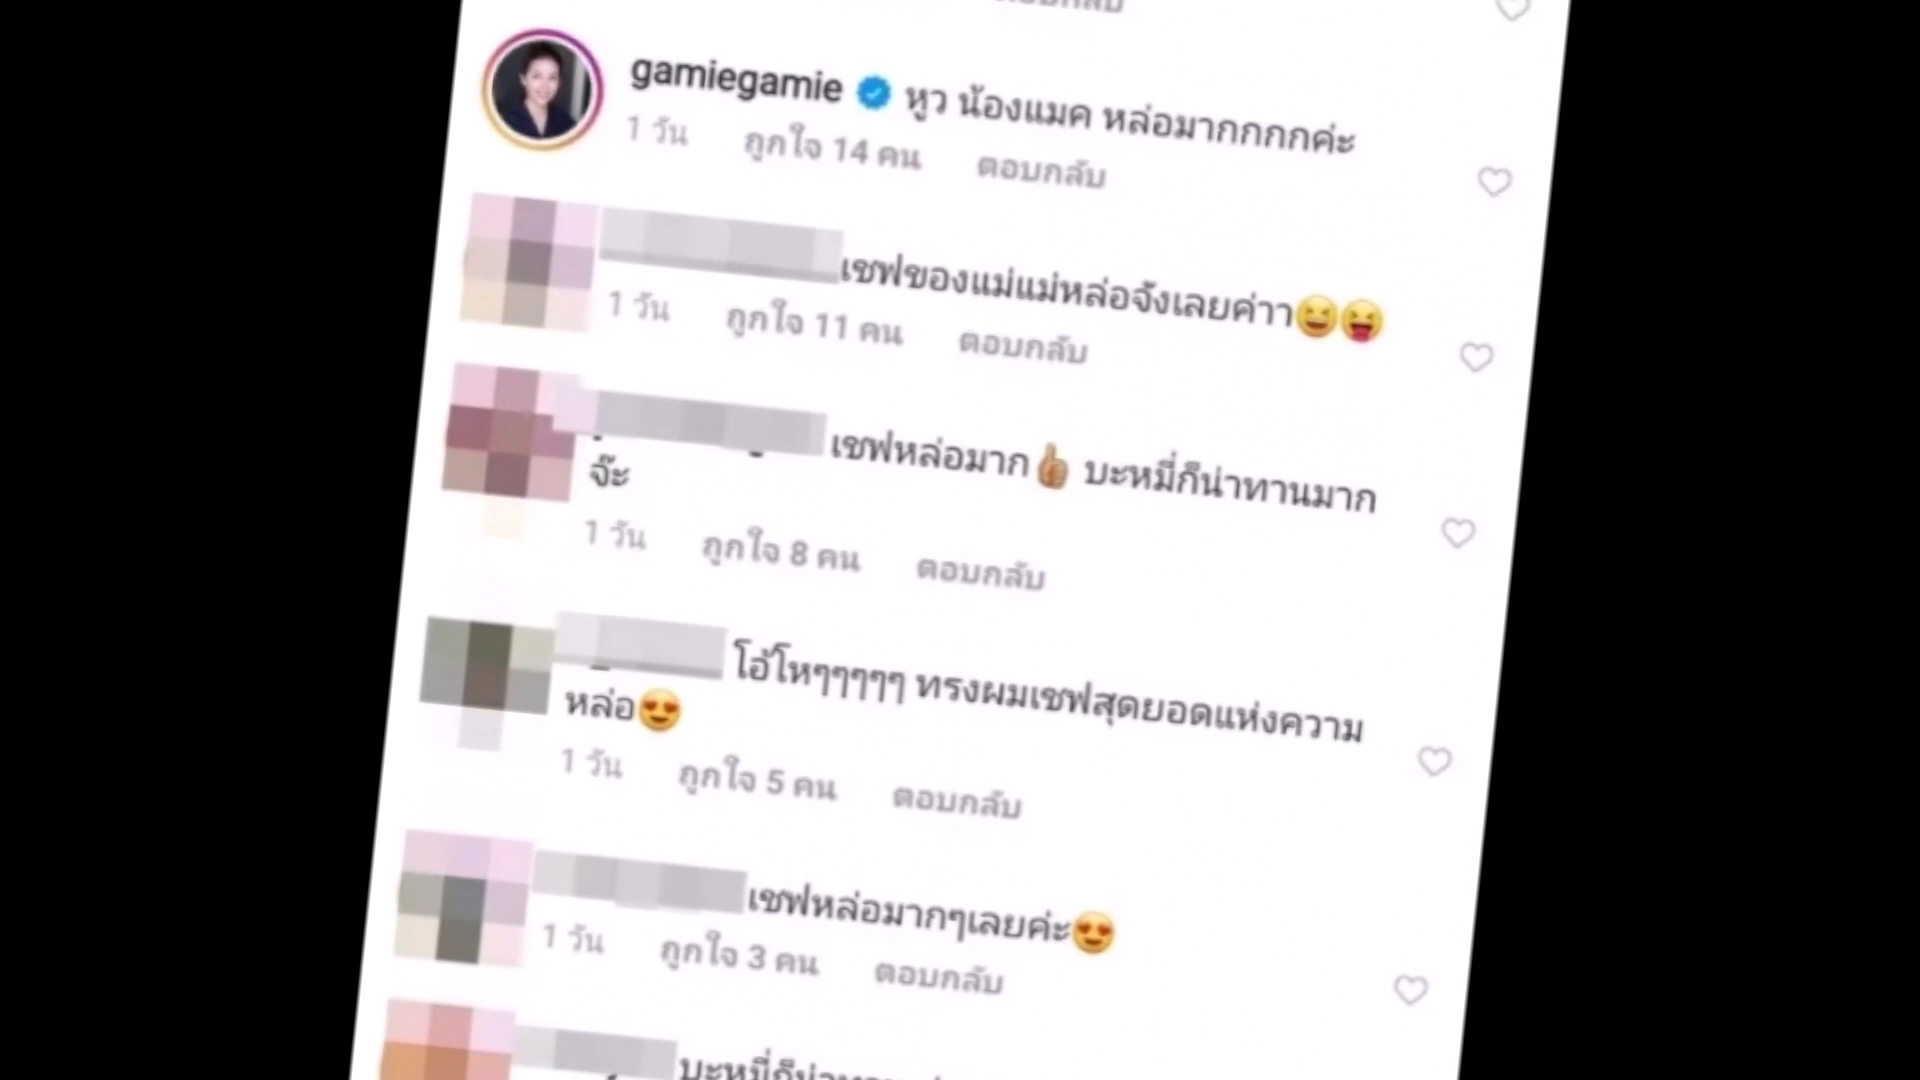 ตอบกลับ
gamiegamie หูว น้องแมค หล่อมากกกกค่ะ
1 วัน ถูกใจ 14 คน ตอบกลับ
เชฟของแม่แม่หล่อจังเลยค่าา😆😝
1 วัน ถูกใจ 11 คน ตอบกลับ
เชฟหล่อมาก👍🏼 บะหมี่ก็น่าทานมาก
จ๊ะ
1 วัน ถูกใจ 8 คน ตอบกลับ
โอ้โหๆๆๆๆๆ ทรงผมเชฟสุดยอดแห่งความ
หล่อ😍
1 วัน ถูกใจ 5 คน ตอบกลับ
เชฟหล่อมากๆเลยค่ะ😍
1 วัน ถูกใจ 3 คน ตอบกลับ
บะหมี่ก็น่าทาน